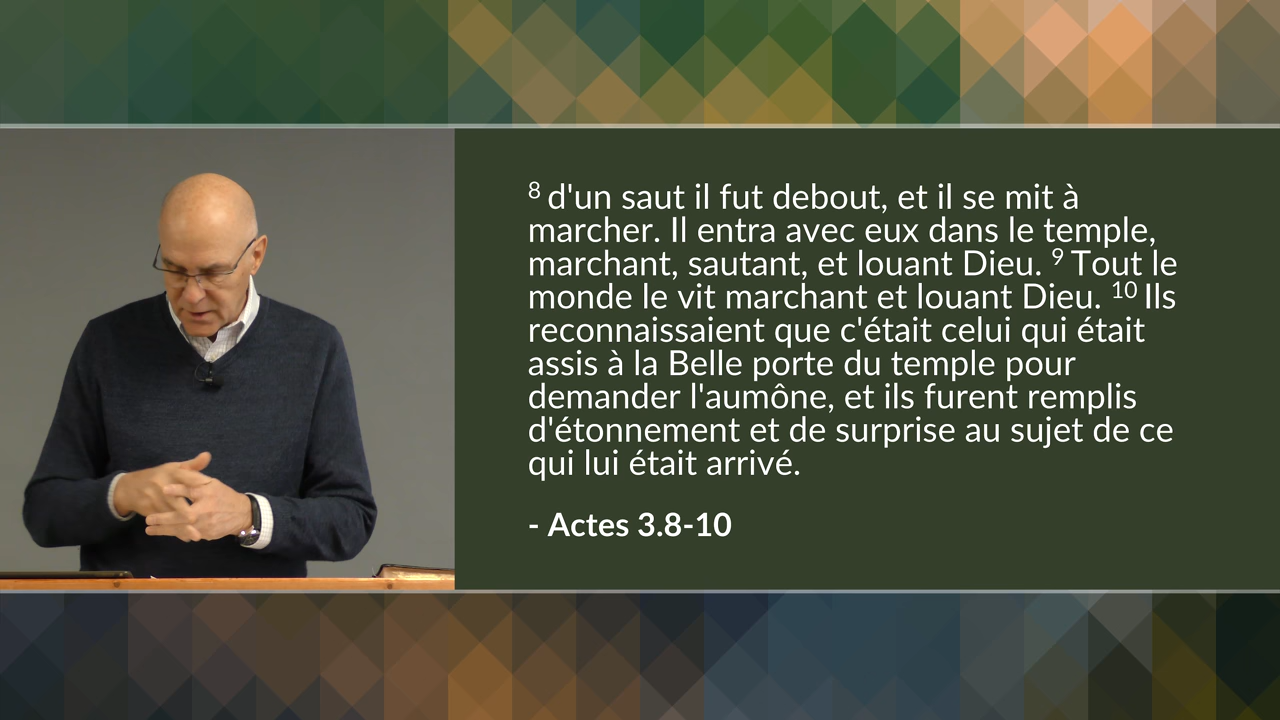 8 d'un saut il fut debout, et il se mit à
marcher. Il entra avec eux dans le temple,
marchant, sautant, et louant Dieu. 9 Tout le
monde le vit marchant et louant Dieu. 10 Ils
reconnaissaient que c'était celui qui était
assis à la Belle porte du temple pour
demander l'aumône, et ils furent remplis
d'étonnement et de surprise au sujet de ce
qui lui était arrivé.
- Actes 3.8-10